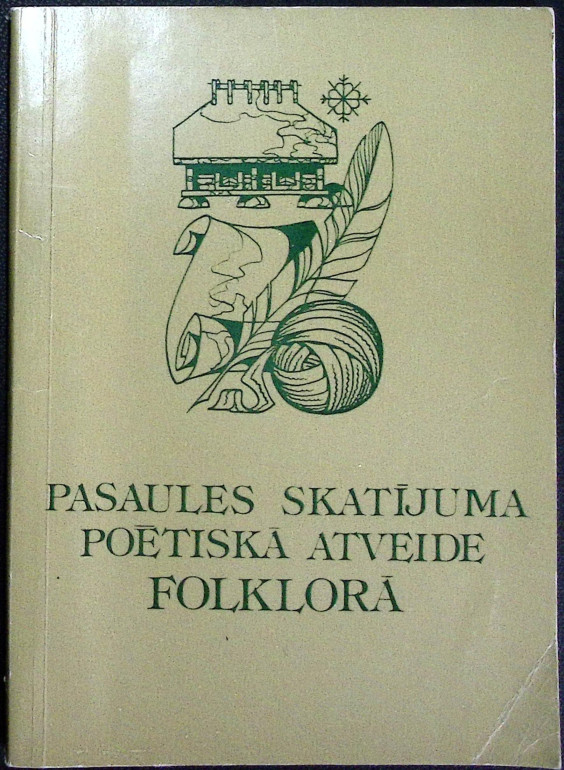 PASAULES SKATĪJUMA
POĒTISKĀ ATVEIDE
FOLKLORĀ